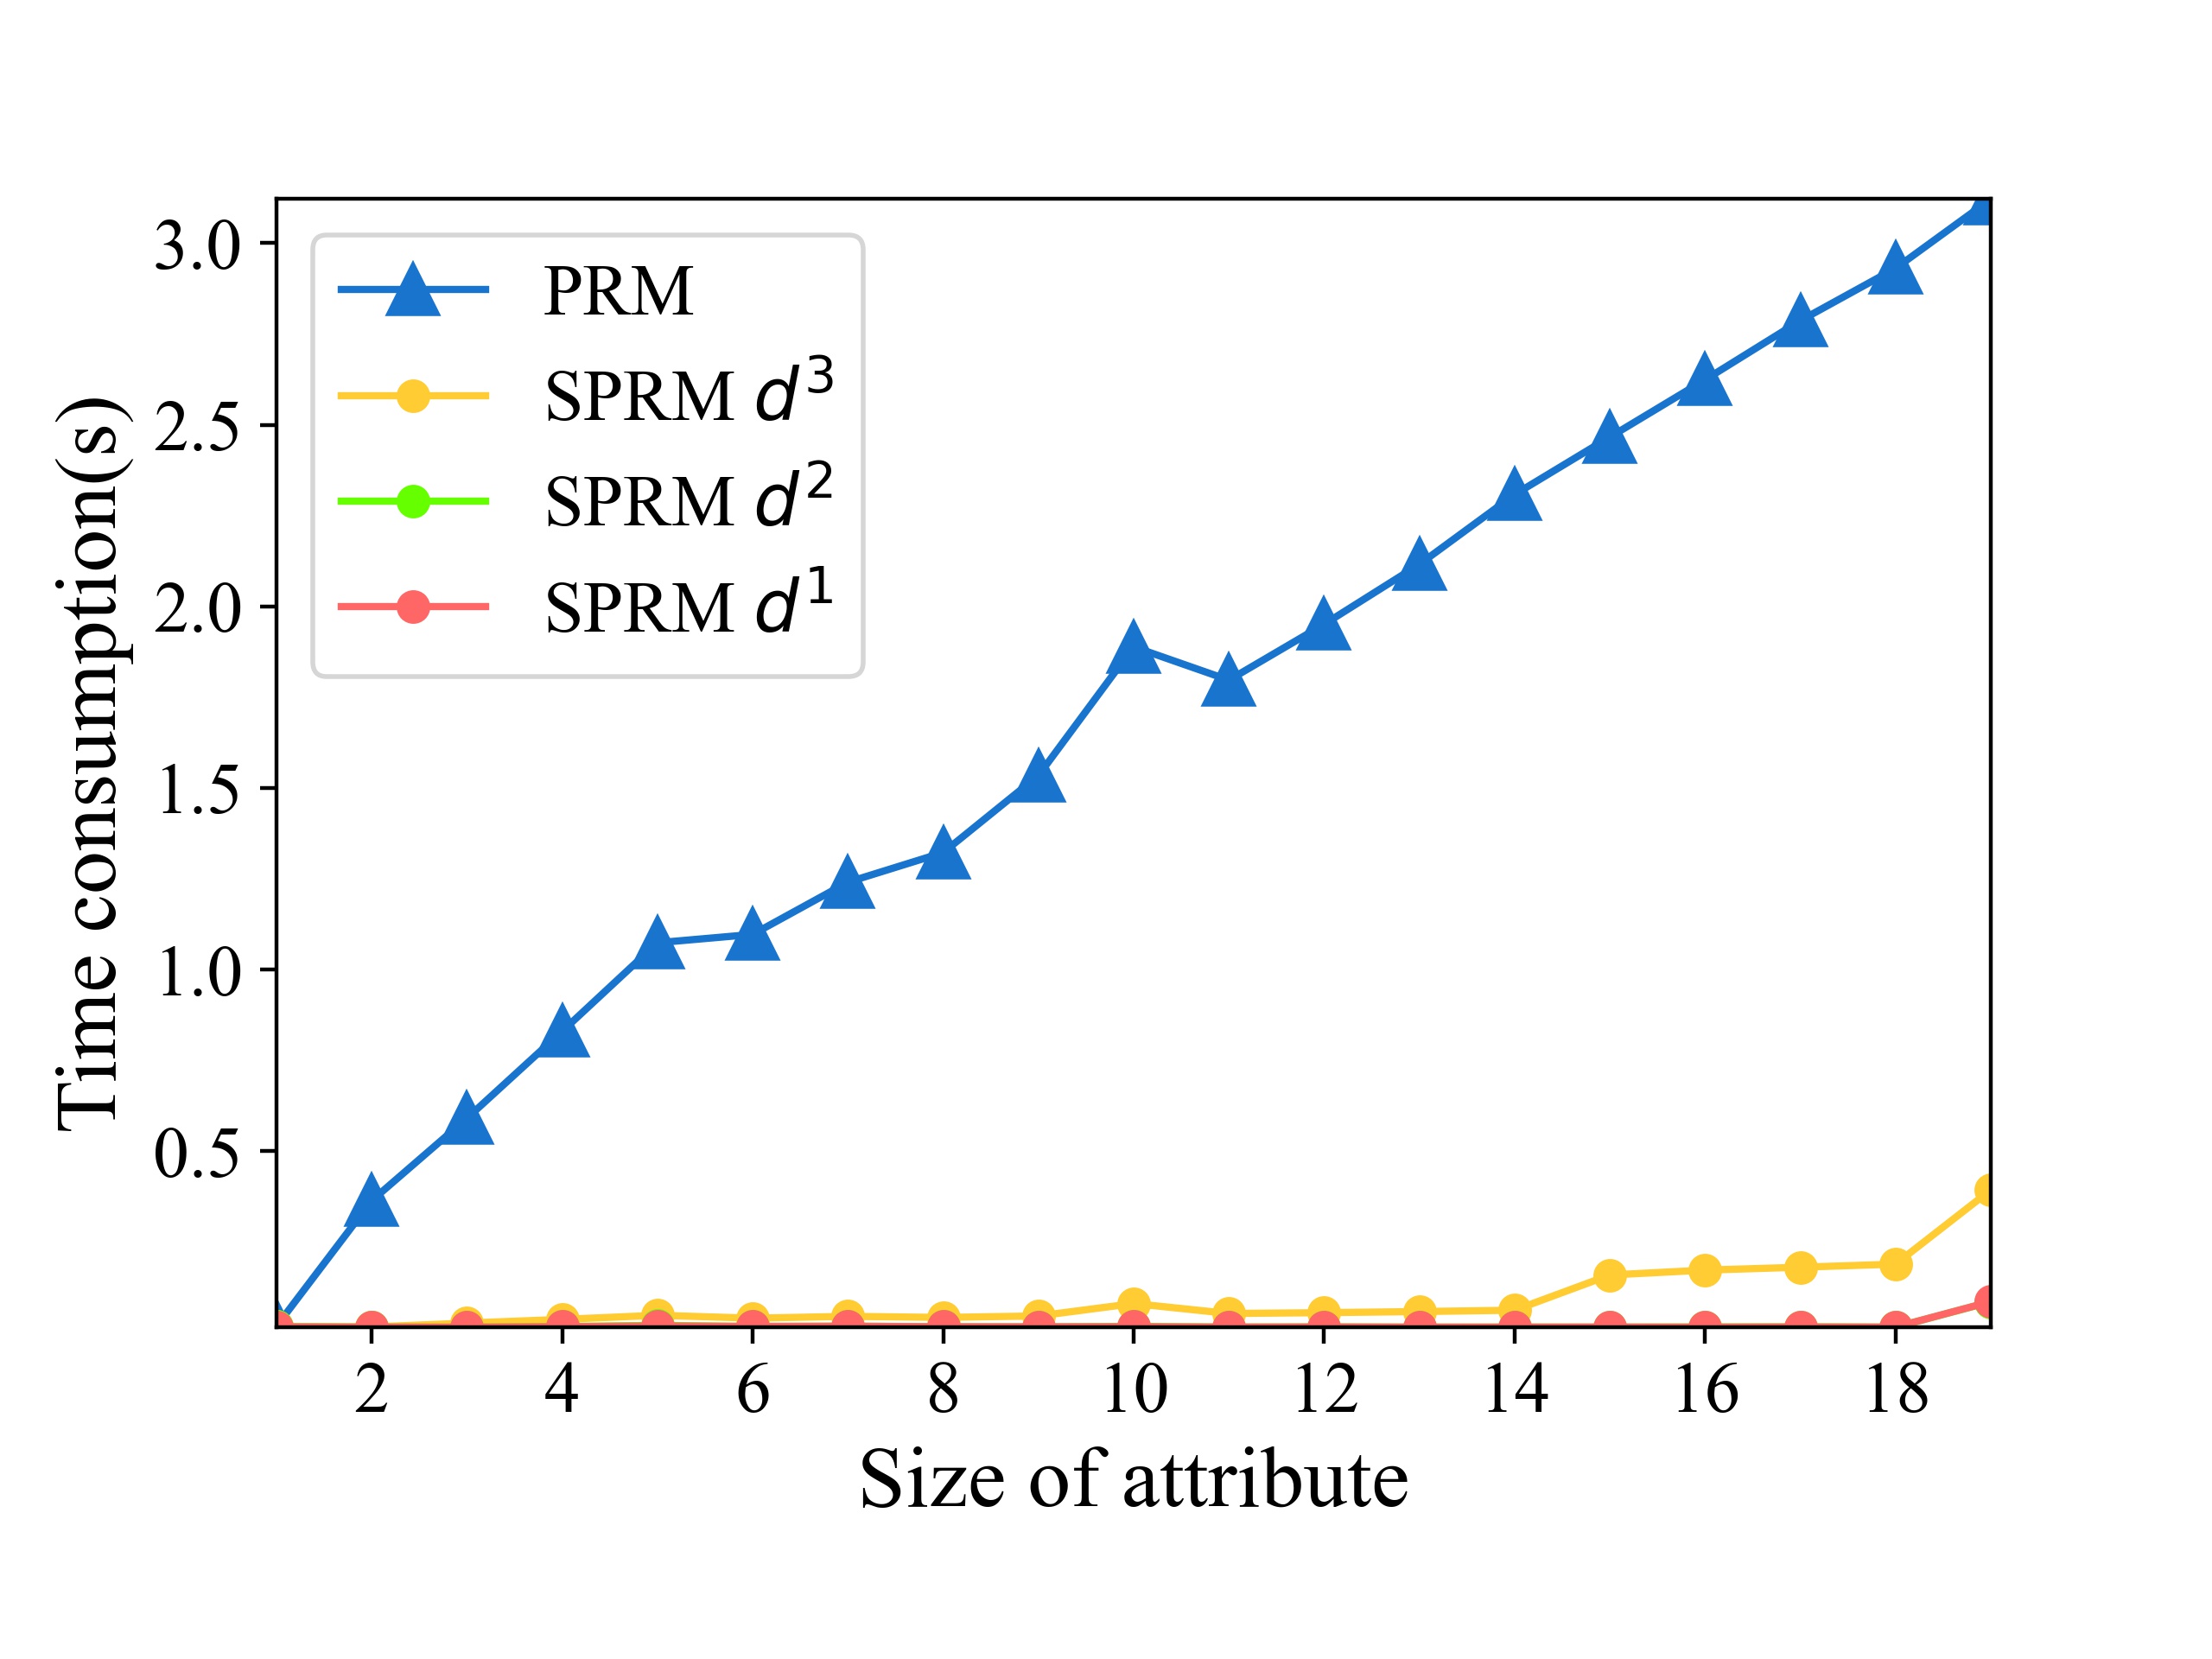 3.0
2.5
2.0
1.5
1.0
0.5
Time consumption(s)
PRM
SPRM d³
SPRM d²
SPRM d¹
2 4 6 8 10 12 14 16 18
Size of attribute